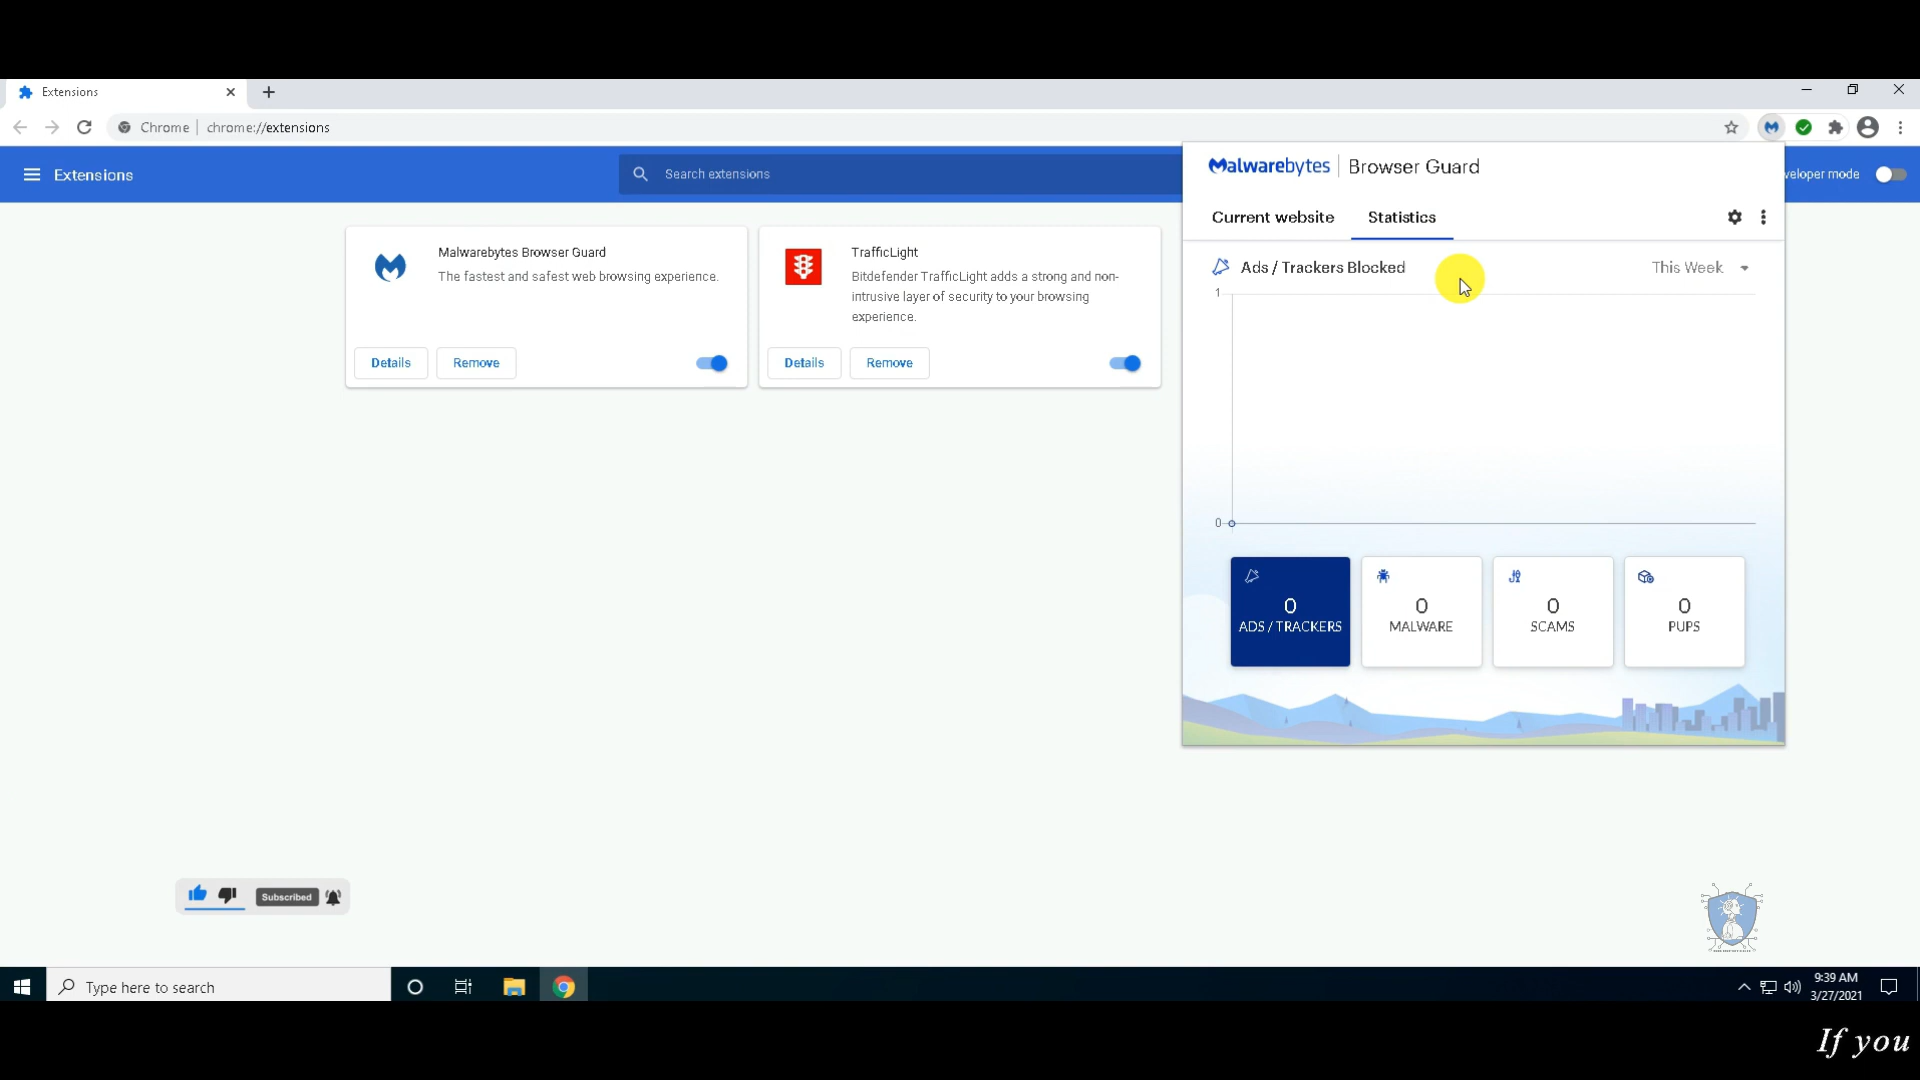 Extensions
Chrome | chrome://extensions
Extensions
Search extensions
veloper mode
Malwarebytes | Browser Guard
Current website Statistics
Ads / Trackers Blocked This Week
1
0
0
ADS / TRACKERS
0
MALWARE
0
SCAMS
0
PUPS
Malwarebytes Browser Guard
The fastest and safest web browsing experience.
Details Remove
TrafficLight
Bitdefender TrafficLight adds a strong and non-
intrusive layer of security to your browsing
experience.
Details Remove
Subscribed
Type here to search
9:39 AM
3/27/2021
If you